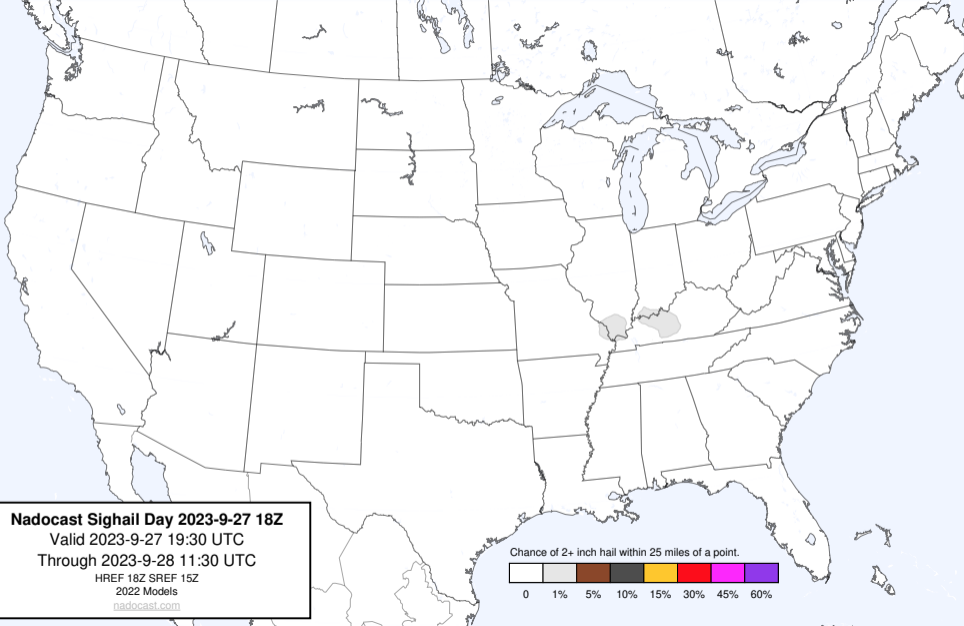 Nadocast Sighail Day 2023-9-27 18Z
Valid 2023-9-27 19:30 UTC
Through 2023-9-28 11:30 UTC
HREF 18Z SREF 15Z
2022 Models
nadocast.com
Chance of 2+ inch hail within 25 miles of a point.
0 1% 5% 10% 15% 30% 45% 60%